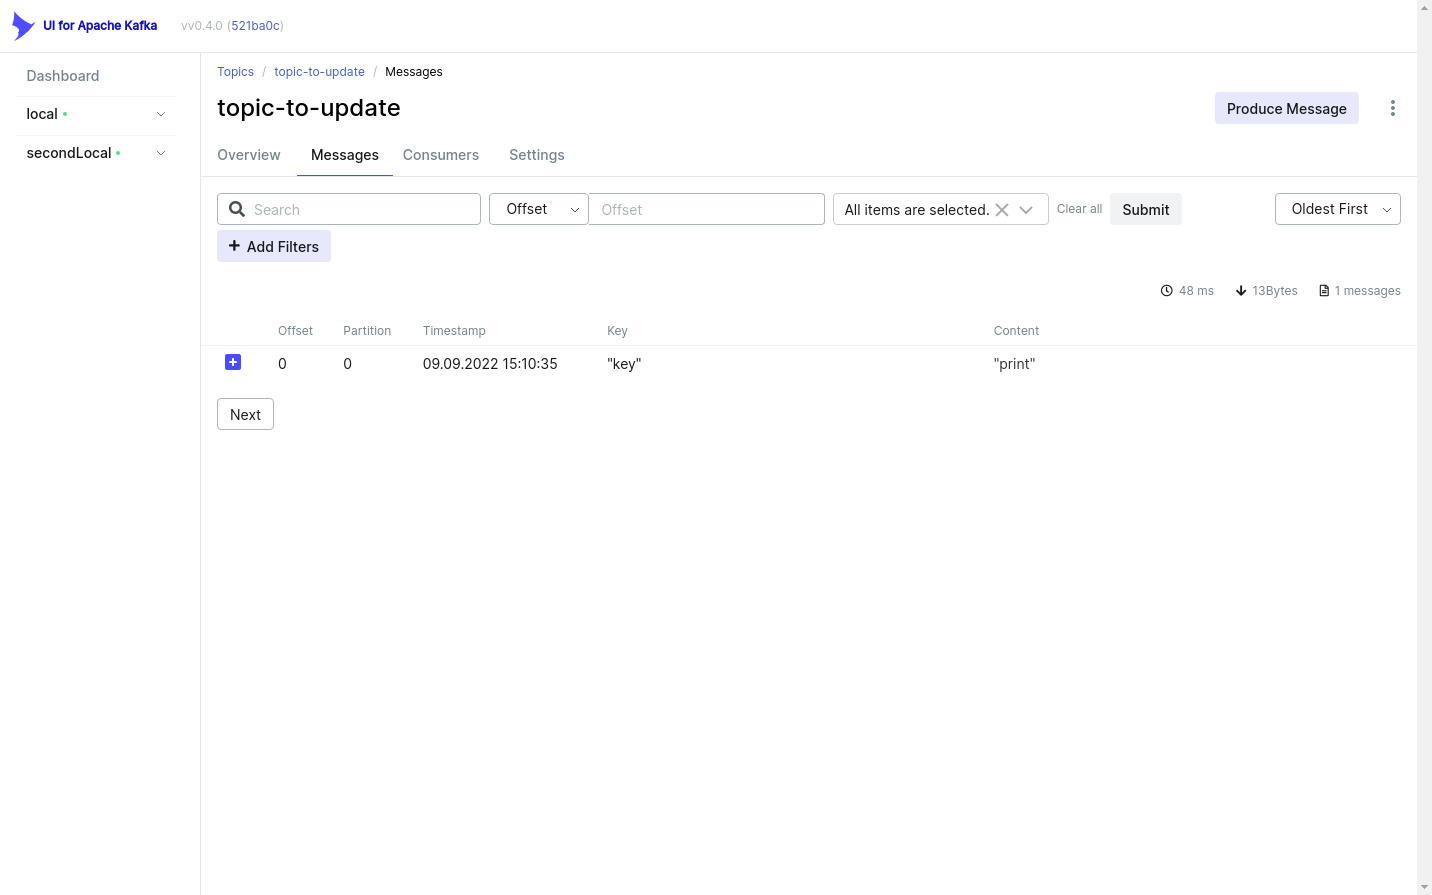 UI for Apache Kafka vv0.4.0 (521ba0c)
Dashboard
local
secondLocal
Topics / topic-to-update / Messages
topic-to-update
Produce Message
Overview Messages Consumers Settings
Search Offset Offset All items are selected. Clear all Submit Oldest First
Add Filters
48 ms 13Bytes 1 messages
Offset Partition Timestamp Key Content
0 0 09.09.2022 15:10:35 "key" "print"
Next